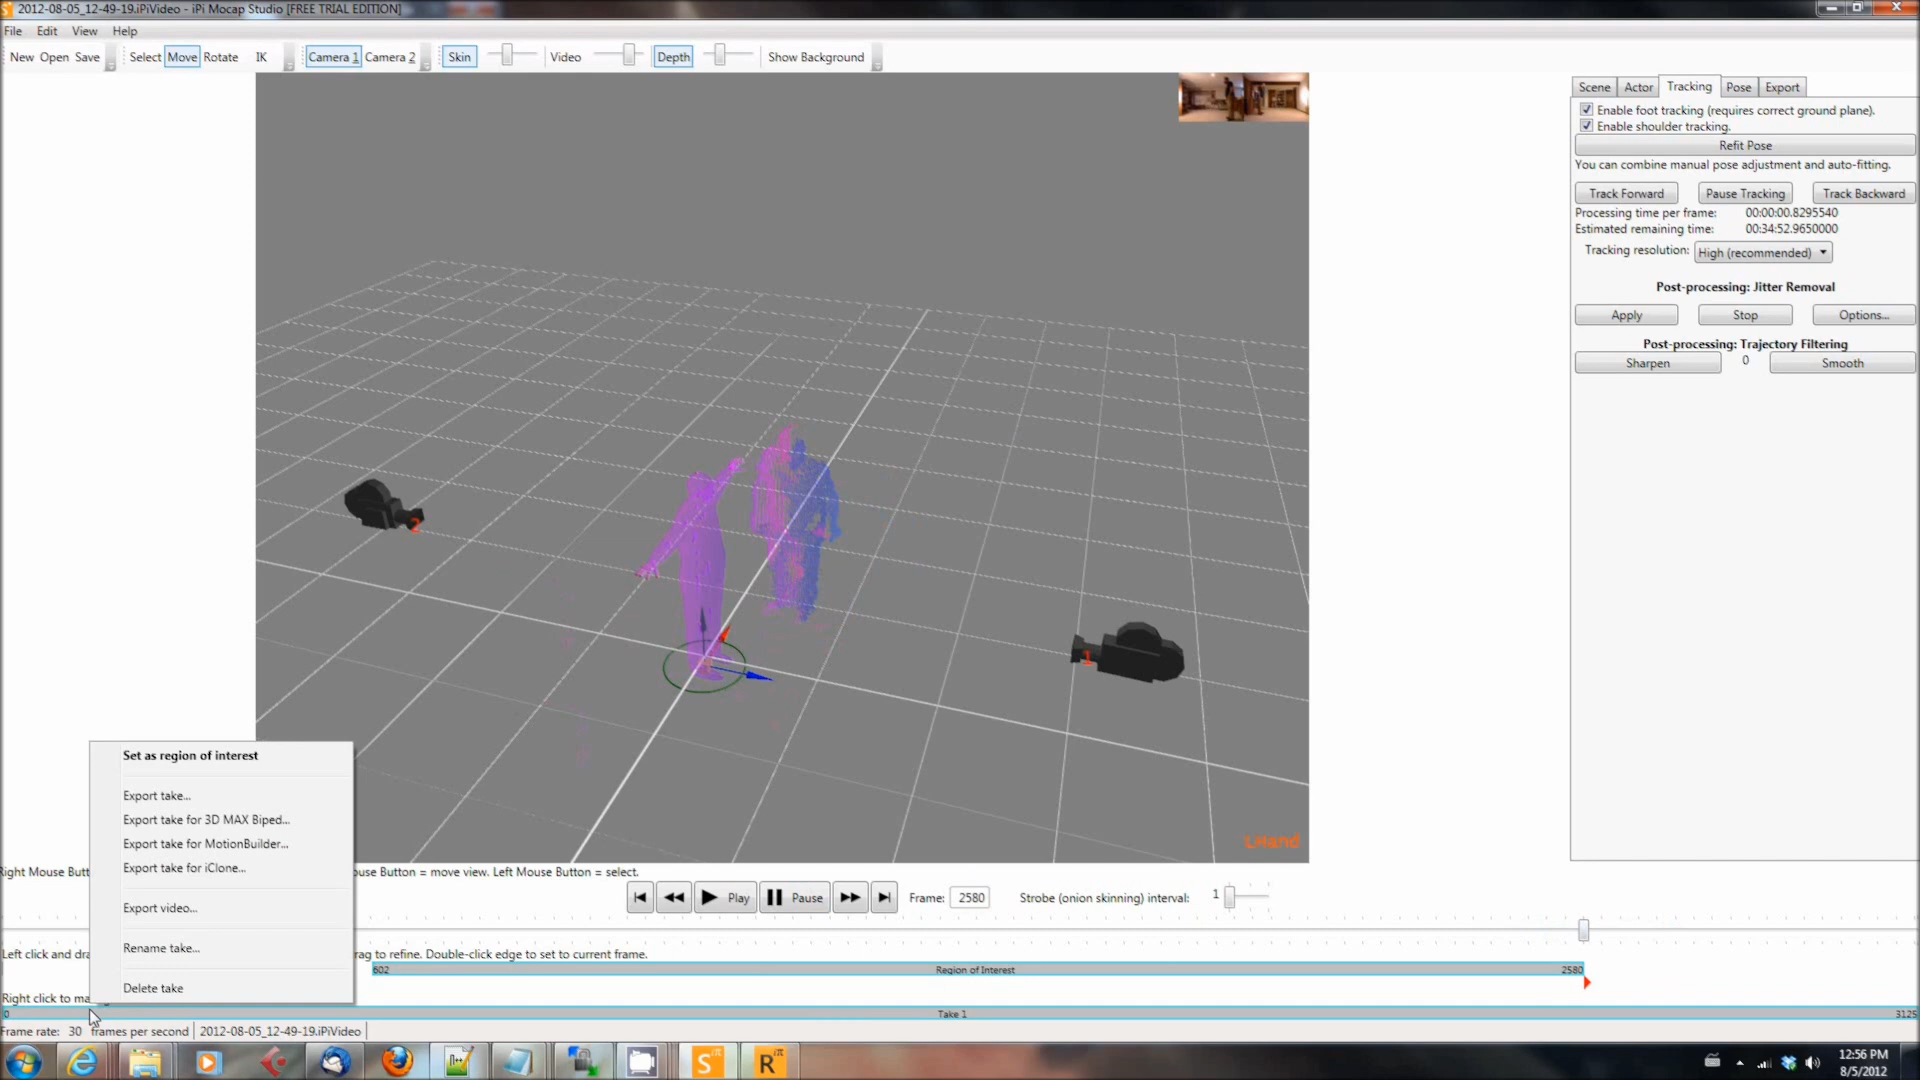 2012-08-05_12-49-19.iPiVideo - iPi Mocap Studio [FREE TRIAL EDITION]
File Edit View Help
New Open Save Select Move Rotate IK Camera 1 Camera 2 Skin Video Depth Show Background
Scene Actor Tracking Pose Export
Enable foot tracking (requires correct ground plane).
Enable shoulder tracking.
Refit Pose
You can combine manual pose adjustment and auto-fitting.
Track Forward Pause Tracking Track Backward
Processing time per frame: 00:00:00.8295540
Estimated remaining time: 00:34:52.9650000
Tracking resolution: High (recommended)
Post-processing: Jitter Removal
Apply Stop Options...
Post-processing: Trajectory Filtering
Sharpen 0 Smooth
2
1
LHand
Set as region of interest
Export take...
Export take for 3D MAX Biped...
Export take for MotionBuilder...
Export take for iClone...
Export video...
Rename take...
Delete take
Right Mouse Butt
use Button = move view. Left Mouse Button = select.
Play Pause Frame: 2580 Strobe (onion skinning) interval: 1
Left click and dra
rag to refine. Double-click edge to set to current frame.
602 Region of Interest 2580
Right click to ma
0 Take 1 3125
Frame rate: 30 frames per second 2012-08-05_12-49-19.iPiVideo
S R
12:56 PM
8/5/2012